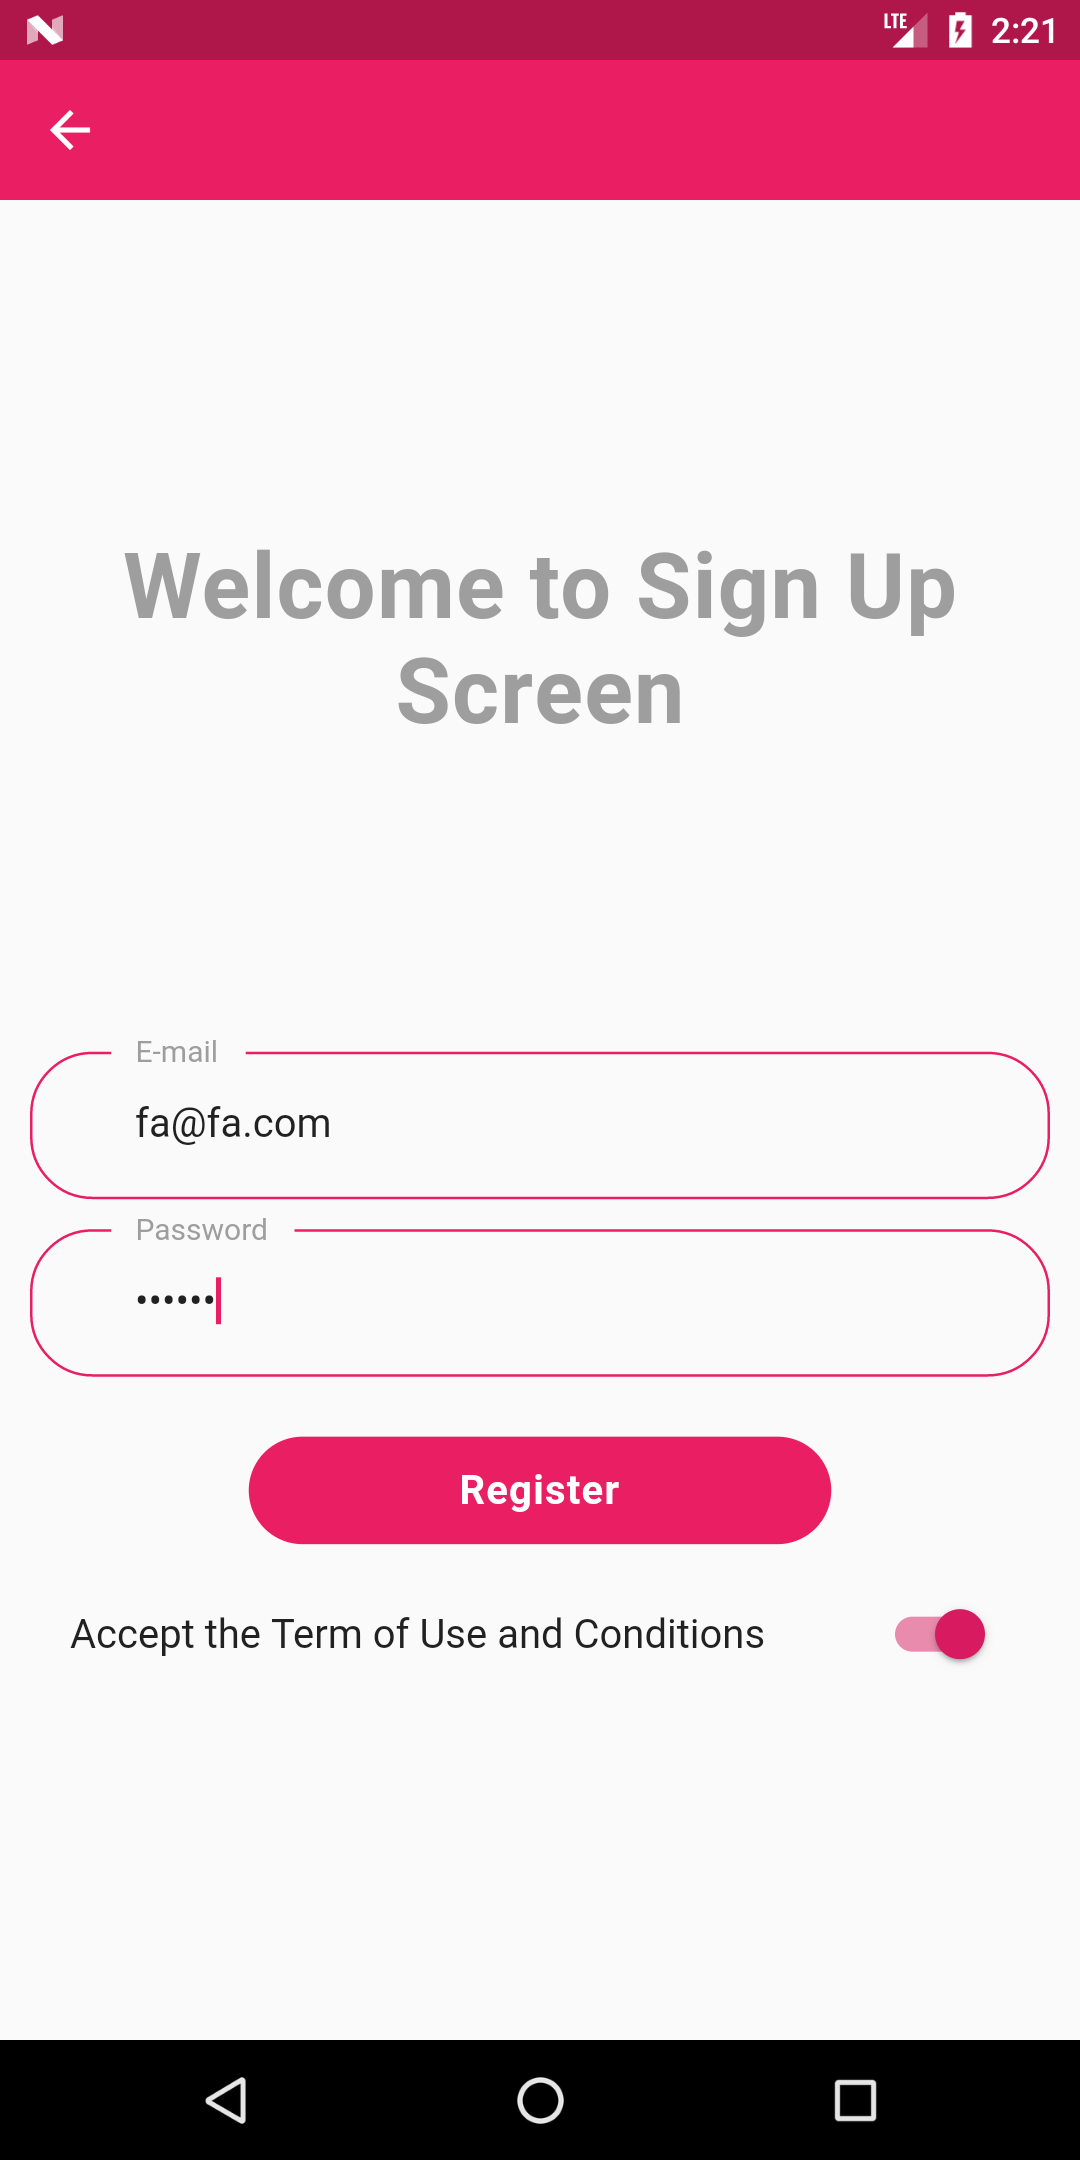 LTE 2:21
Welcome to Sign Up
Screen
E-mail
fa@fa.com
Password
••••••
Register
Accept the Term of Use and Conditions